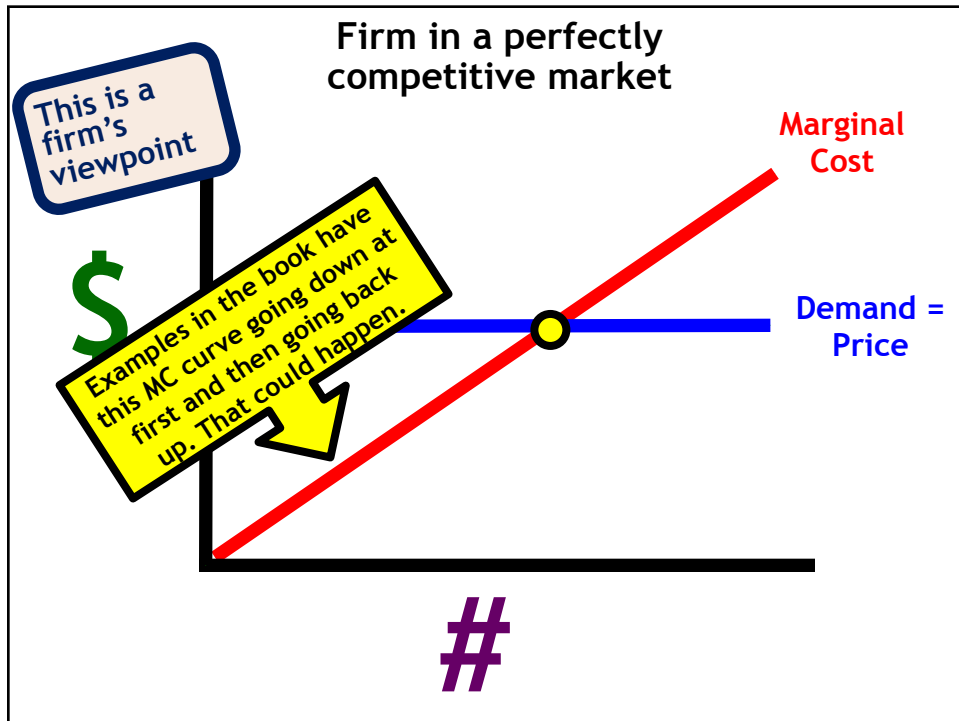 Firm in a perfectly
competitive market
This is a
firm's
viewpoint
Marginal
Cost
$
Examples in the book have
this MC curve going down at
first and then going back
up. That could happen.
Demand =
Price
#